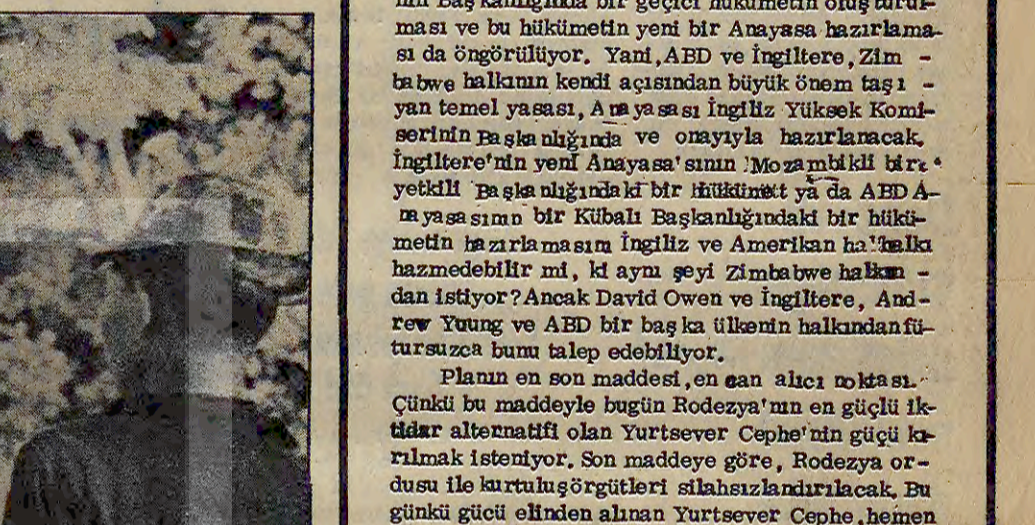 nin Başkanlığında bir geçici hükümetin oluşturul-
ması ve bu hükümetin yeni bir Anayasa hazırlama-
sı da öngörülüyor. Yani, ABD ve İngiltere, Zim -
babwe halkının kendi açısından büyük önem taşı -
yan temel yasası, Anayasası İngiliz Yüksek Komi-
serinin Başkanlığında ve onayıyla hazırlanacak.
İngiltere'nin yeni Anayasa'sının 'Mozambikli bir
yetkili Başkanlığındaki bir hükümet ya da ABD A-
nayasasının bir Kübalı Başkanlığındaki bir hükü-
metin hazırlamasını İngiliz ve Amerikan ha'halkı
hazmedebilir mi, ki aynı şeyi Zimbabwe halkın -
dan istiyor? Ancak David Owen ve İngiltere, And -
rew Yuung ve ABD bir başka ülkenin halkından fü-
tursuzca bunu talep edebiliyor.
Planın en son maddesi, en can alıcı noktası.
Çünkü bu maddeyle bugün Rodezya'nın en güçlü ik-
tidar alternatifi olan Yurtsever Cephe'nin güçü kı-
rılmak isteniyor. Son maddeye göre, Rodezya or -
dusu ile kurtuluş örgütleri silahsızlandırılacak. Bu
günkü gücü elinden alınan Yurtsever Cephe, hemen